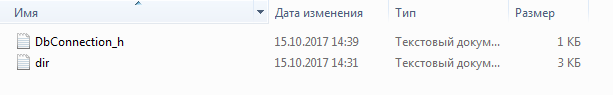 Имя Дата изменения Тип Размер
DbConnection_h 15.10.2017 14:39 Текстовый докум... 1 КБ
dir 15.10.2017 14:31 Текстовый докум... 3 КБ